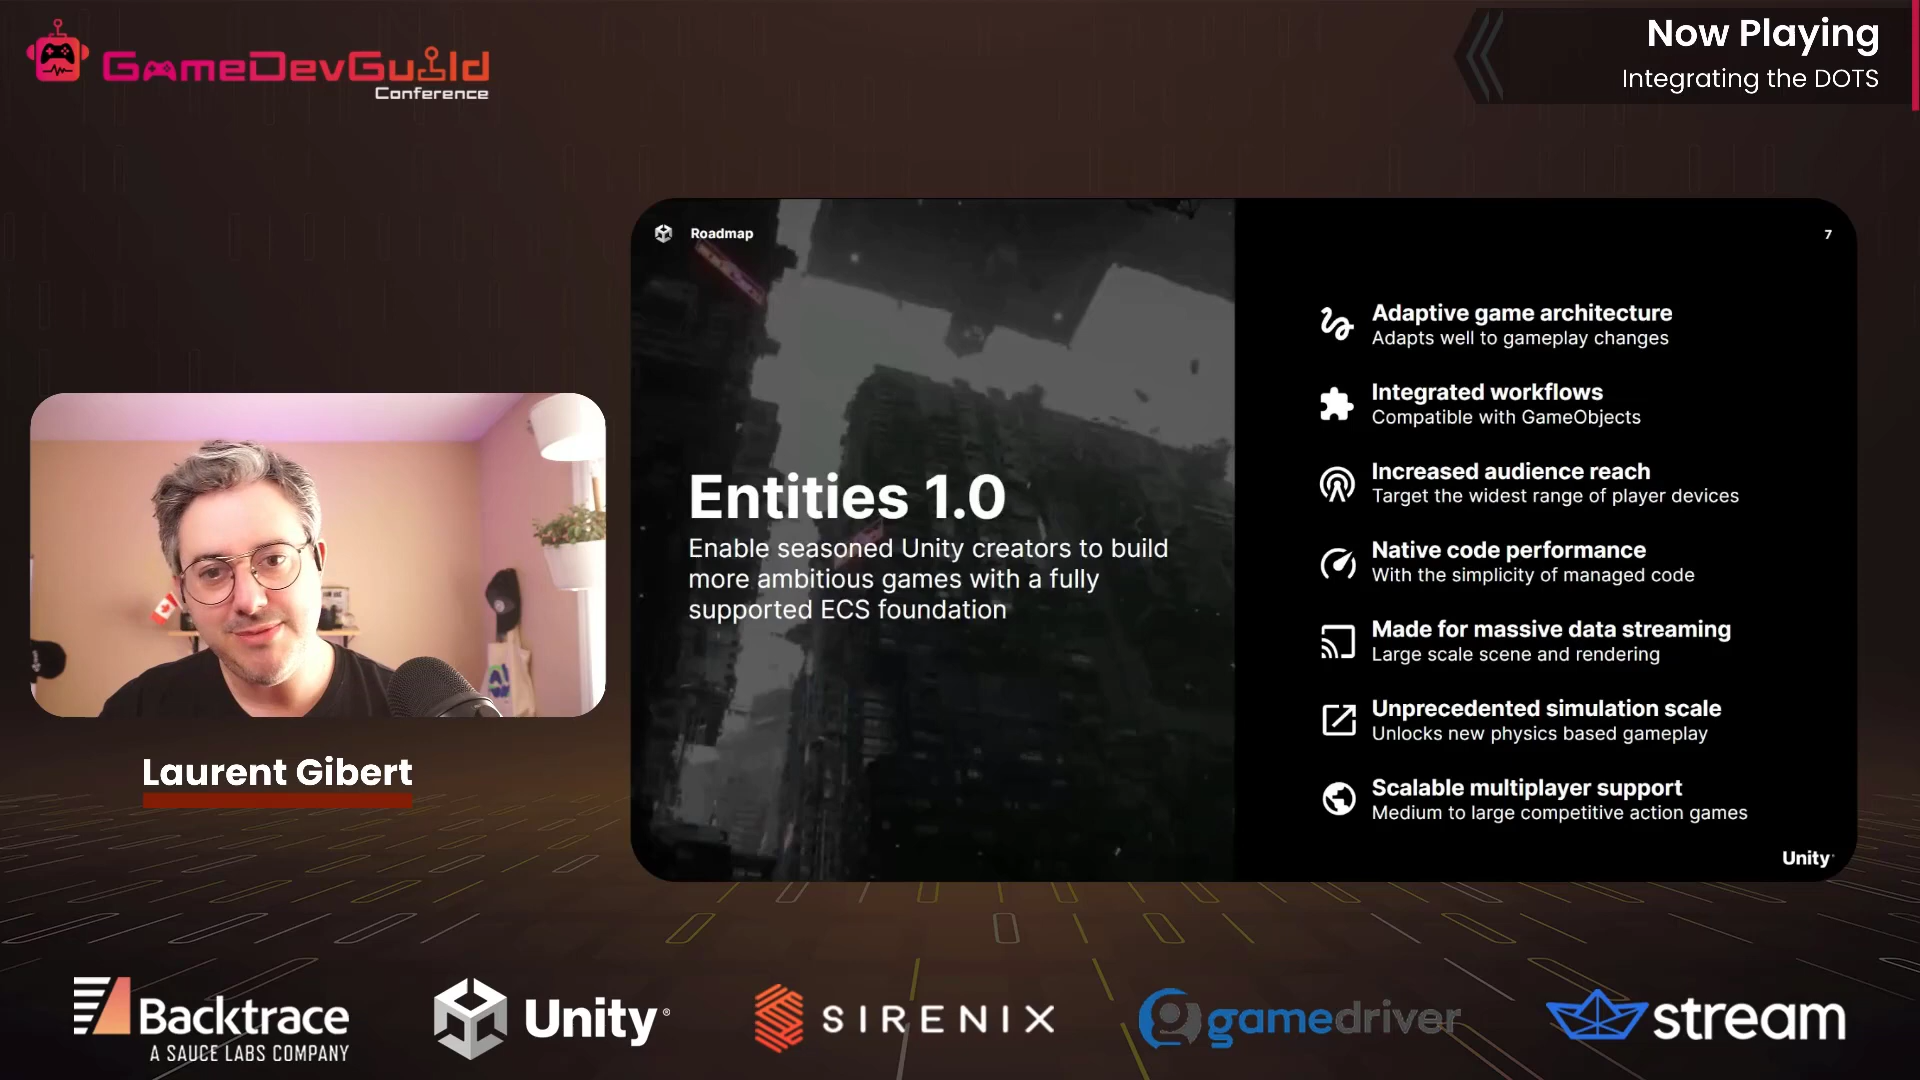 GameDevGuild
Conference
Now Playing
Integrating the DOTS
Roadmap
7
Entities 1.0
Enable seasoned Unity creators to build
more ambitious games with a fully
supported ECS foundation
Adaptive game architecture
Adapts well to gameplay changes
Integrated workflows
Compatible with GameObjects
Increased audience reach
Target the widest range of player devices
Native code performance
With the simplicity of managed code
Made for massive data streaming
Large scale scene and rendering
Unprecedented simulation scale
Unlocks new physics based gameplay
Scalable multiplayer support
Medium to large competitive action games
Unity
Laurent Gibert
Backtrace
A SAUCE LABS COMPANY
Unity®
SIRENIX
gamedriver
stream